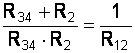 R₃₄ + R₂ / R₃₄ · R₂ = 1 / R₁₂